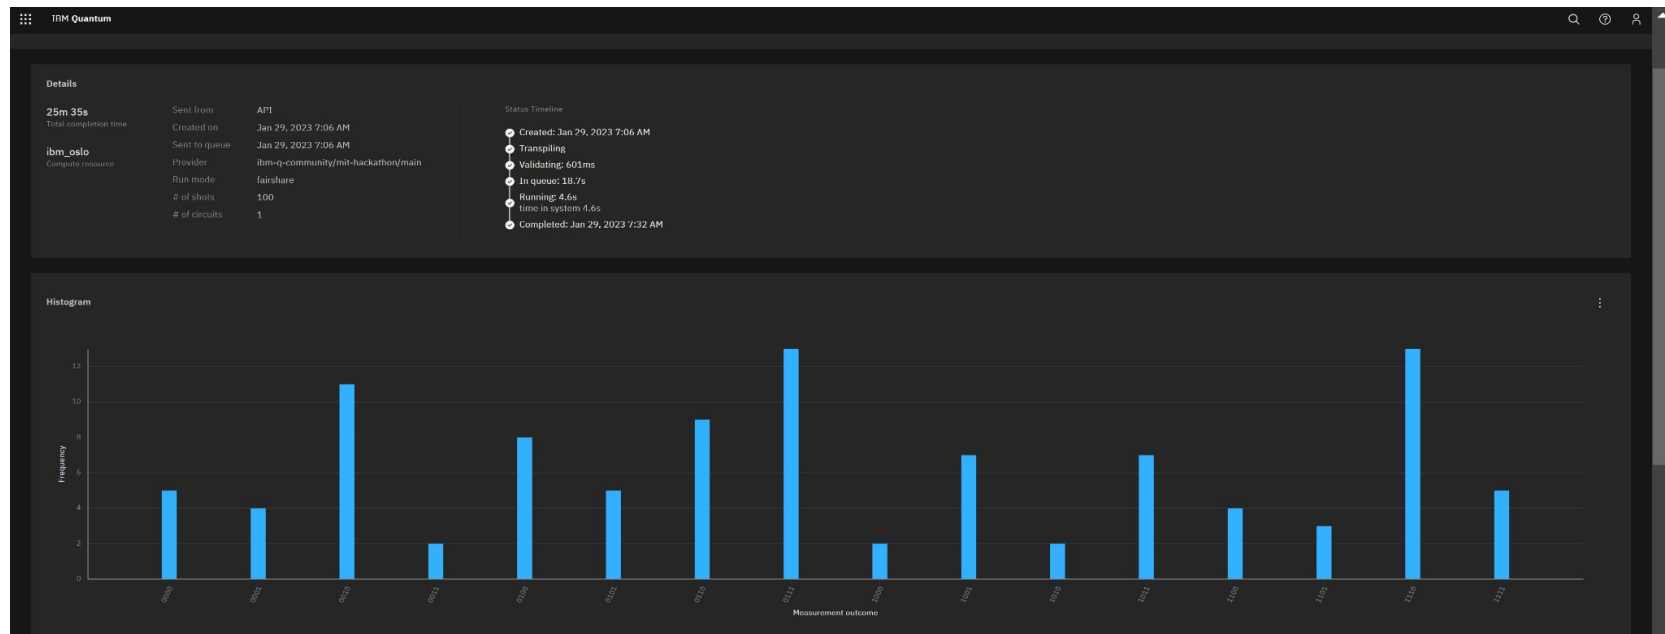 IBM Quantum
Details
25m 35s
Total completion time
ibm_oslo
Compute resource
Sent from API
Created on Jan 29, 2023 7:06 AM
Sent to queue Jan 29, 2023 7:06 AM
Provider ibm-q-community/mit-hackathon/main
Run mode fairshare
# of shots 100
# of circuits 1
Status Timeline
Created: Jan 29, 2023 7:06 AM
Transpiling
Validating: 601ms
In queue: 18.7s
Running: 4.6s
time in system 4.6s
Completed: Jan 29, 2023 7:32 AM
Histogram
12
10
8
6
4
2
0
Frequency
0000 0001 0010 0011 0100 0101 0110 0111 1000 1001 1010 1011 1100 1101 1110 1111
Measurement outcome